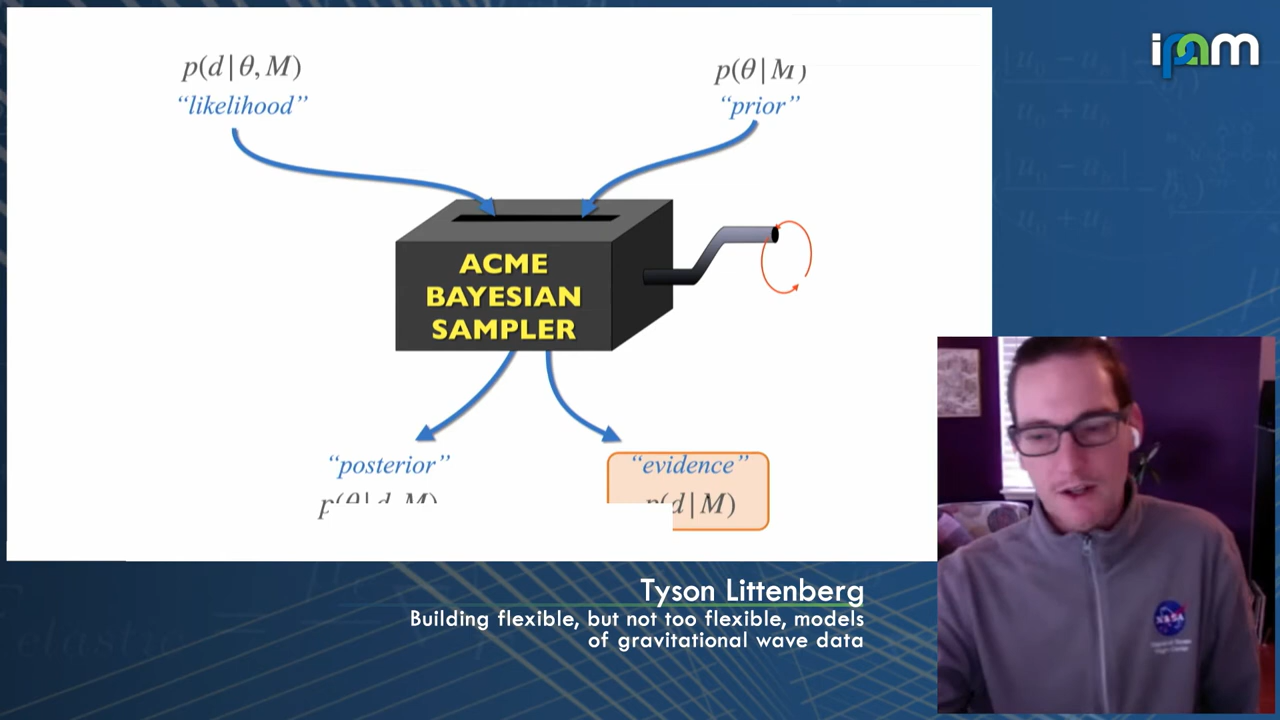 ipam
p(d|θ, M)
"likelihood"
p(θ|M)
"prior"
ACME
BAYESIAN
SAMPLER
"posterior"
"evidence"
p(d|M)
Tyson Littenberg
Building flexible, but not too flexible, models
of gravitational wave data
NASA